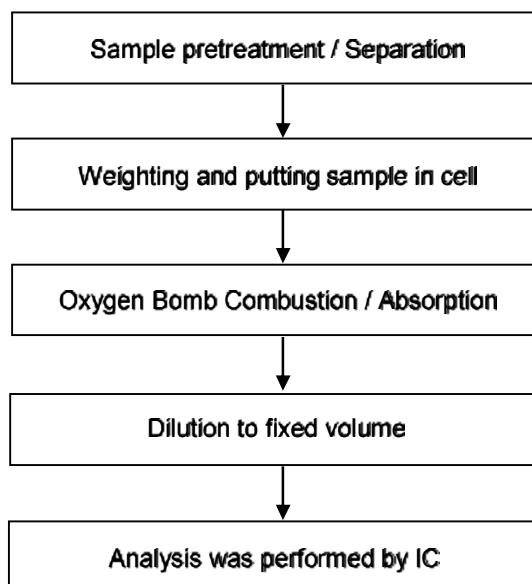 Sample pretreatment / Separation
Weighting and putting sample in cell
Oxygen Bomb Combustion / Absorption
Dilution to fixed volume
Analysis was performed by IC